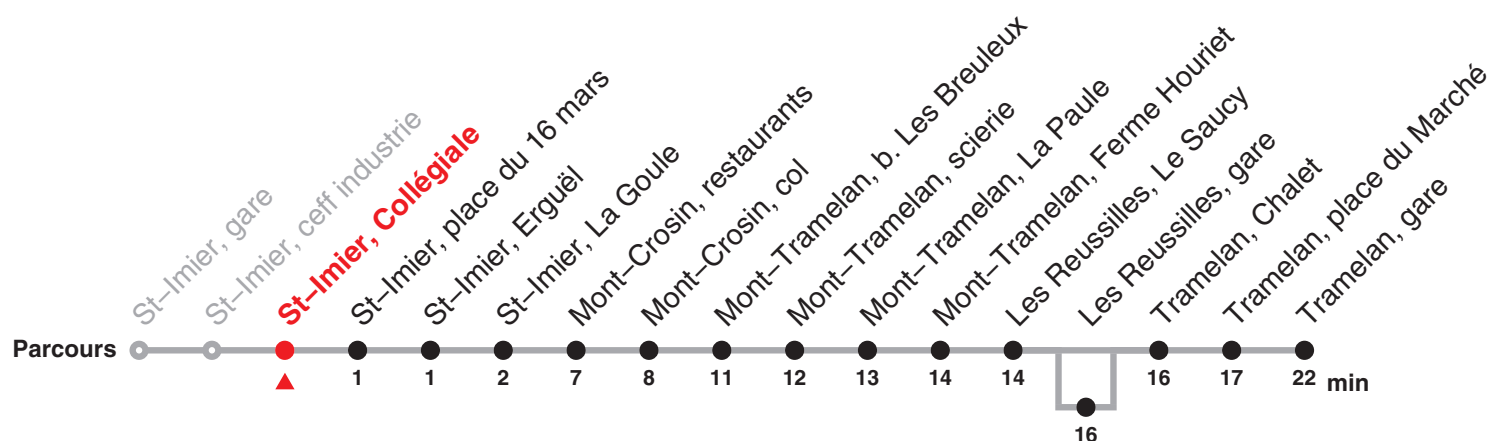 St–Imier, gare
St–Imier, ceff industrie
St–Imier, Collégiale
St–Imier, place du 16 mars
St–Imier, Erguël
St–Imier, La Goule
Mont–Crosin, restaurants
Mont–Crosin, col
Mont–Tramelan, b. Les Breuleux
Mont–Tramelan, scierie
Mont–Tramelan, La Paule
Mont–Tramelan, Ferme Houriet
Les Reussilles, Le Saucy
Les Reussilles, gare
Tramelan, Chalet
Tramelan, place du Marché
Tramelan, gare
Parcours
1 1 2 7 8 11 12 13 14 14 16 17 22 min
16